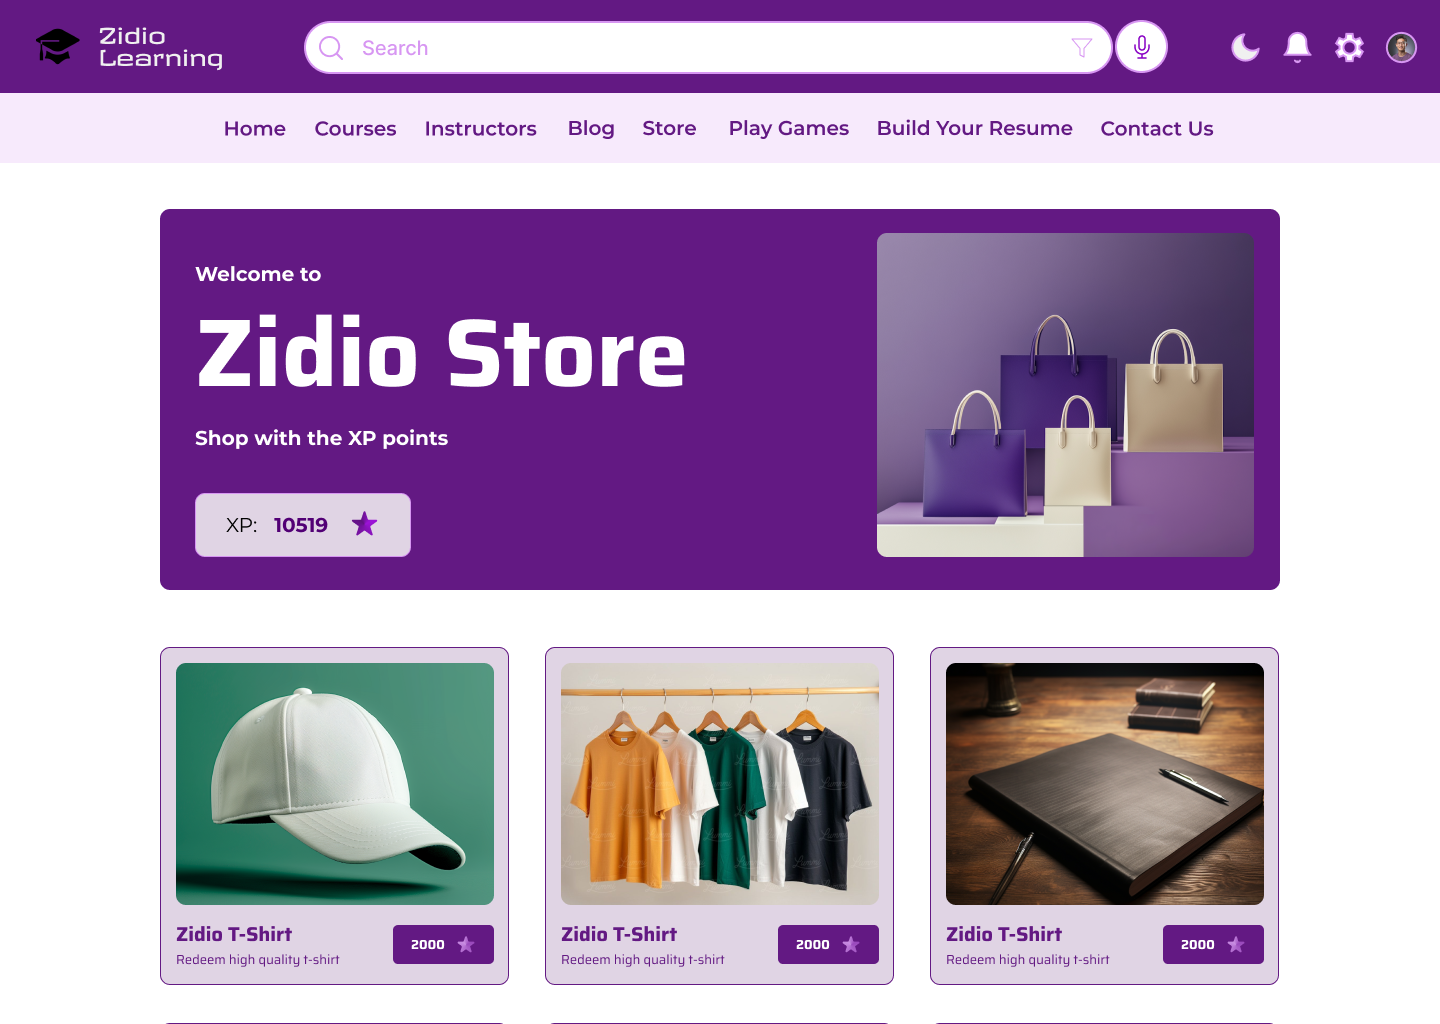 Zidio
Learning
Search
Home Courses Instructors Blog Store Play Games Build Your Resume Contact Us
Welcome to
Zidio Store
Shop with the XP points
XP: 10519
Zidio T-Shirt
Redeem high quality t-shirt
2000
Zidio T-Shirt
Redeem high quality t-shirt
2000
Zidio T-Shirt
Redeem high quality t-shirt
2000